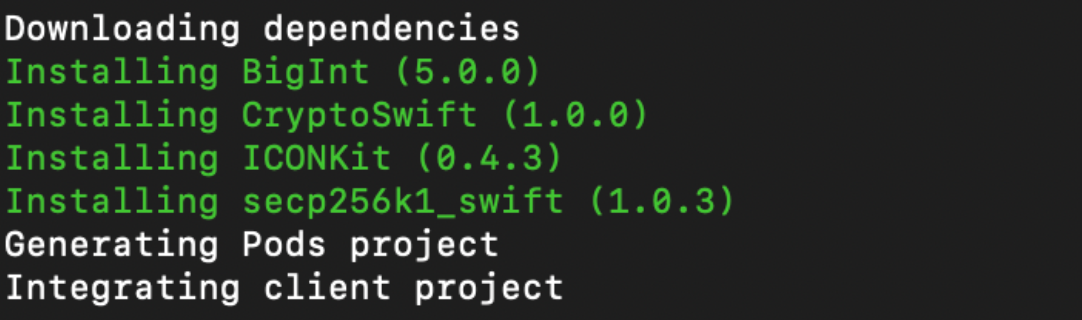 Downloading dependencies
Installing BigInt (5.0.0)
Installing CryptoSwift (1.0.0)
Installing ICONKit (0.4.3)
Installing secp256k1_swift (1.0.3)
Generating Pods project
Integrating client project